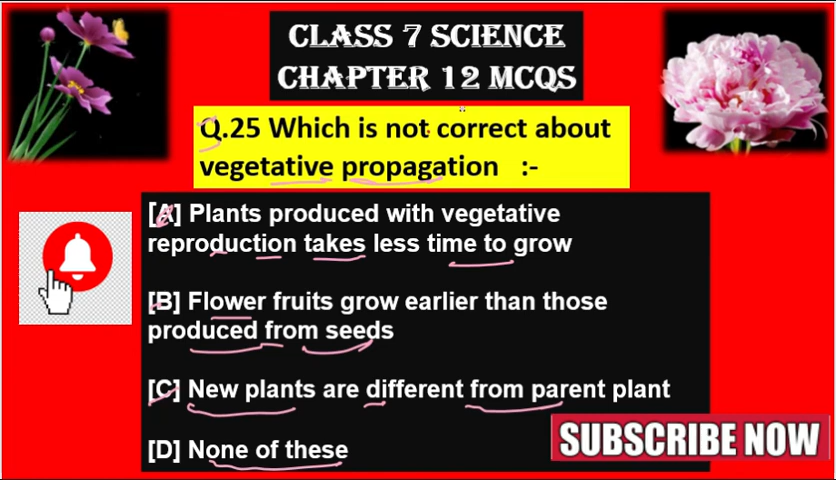 CLASS 7 SCIENCE
CHAPTER 12 MCQS
Q.25 Which is not correct about
vegetative propagation :-
[A] Plants produced with vegetative
reproduction takes less time to grow
[B] Flower fruits grow earlier than those
produced from seeds
[C] New plants are different from parent plant
[D] None of these
SUBSCRIBE NOW